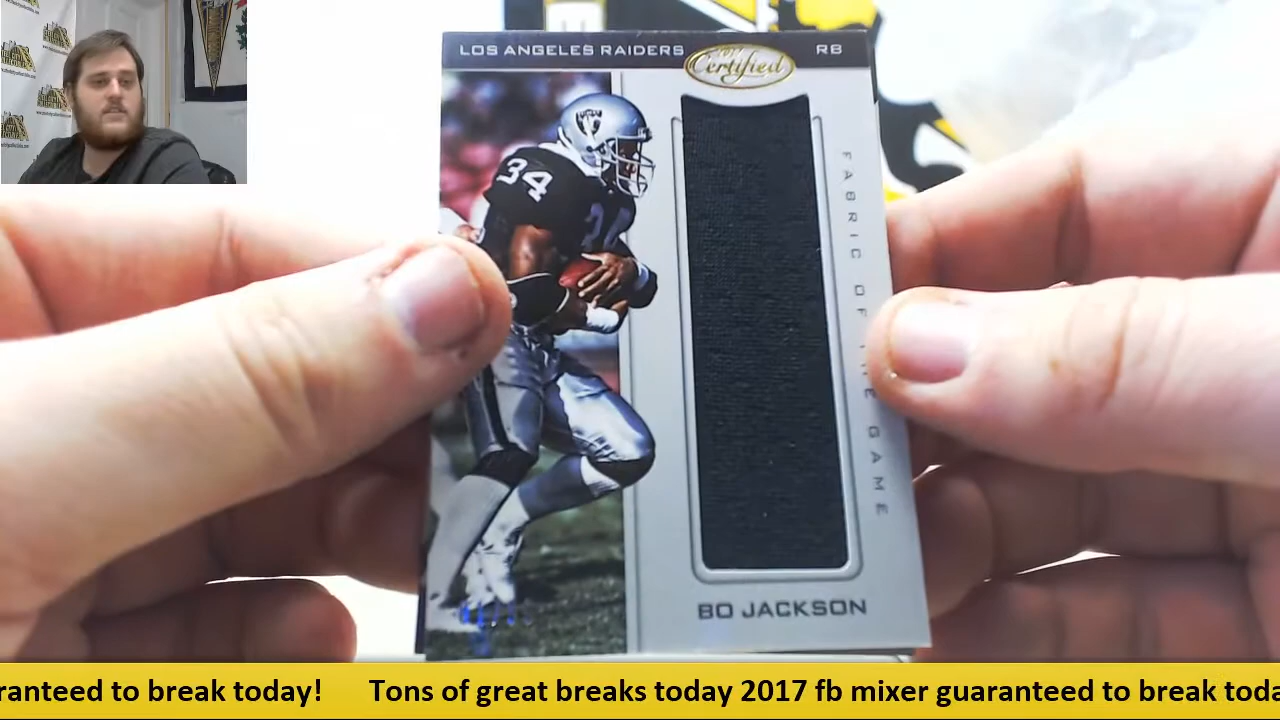 LOS ANGELES RAIDERS
Certified
RB
34
FABRIC OF THE GAME
BO JACKSON
ranteed to break today! Tons of great breaks today 2017 fb mixer guaranteed to break toda